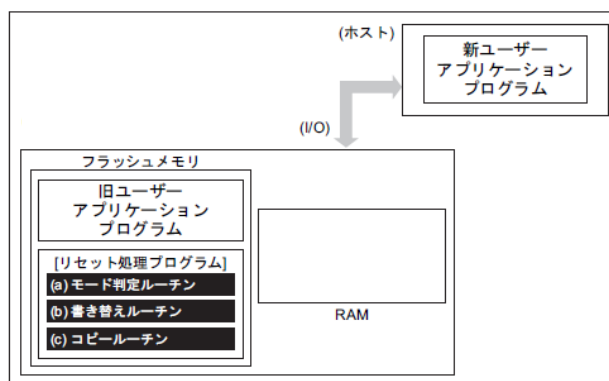 (ホスト)
新ユーザー
アプリケーション
プログラム
(I/O)
フラッシュメモリ
旧ユーザー
アプリケーション
プログラム
[リセット処理プログラム]
(a) モード判定ルーチン
(b) 書き替えルーチン
(c) コピールーチン
RAM